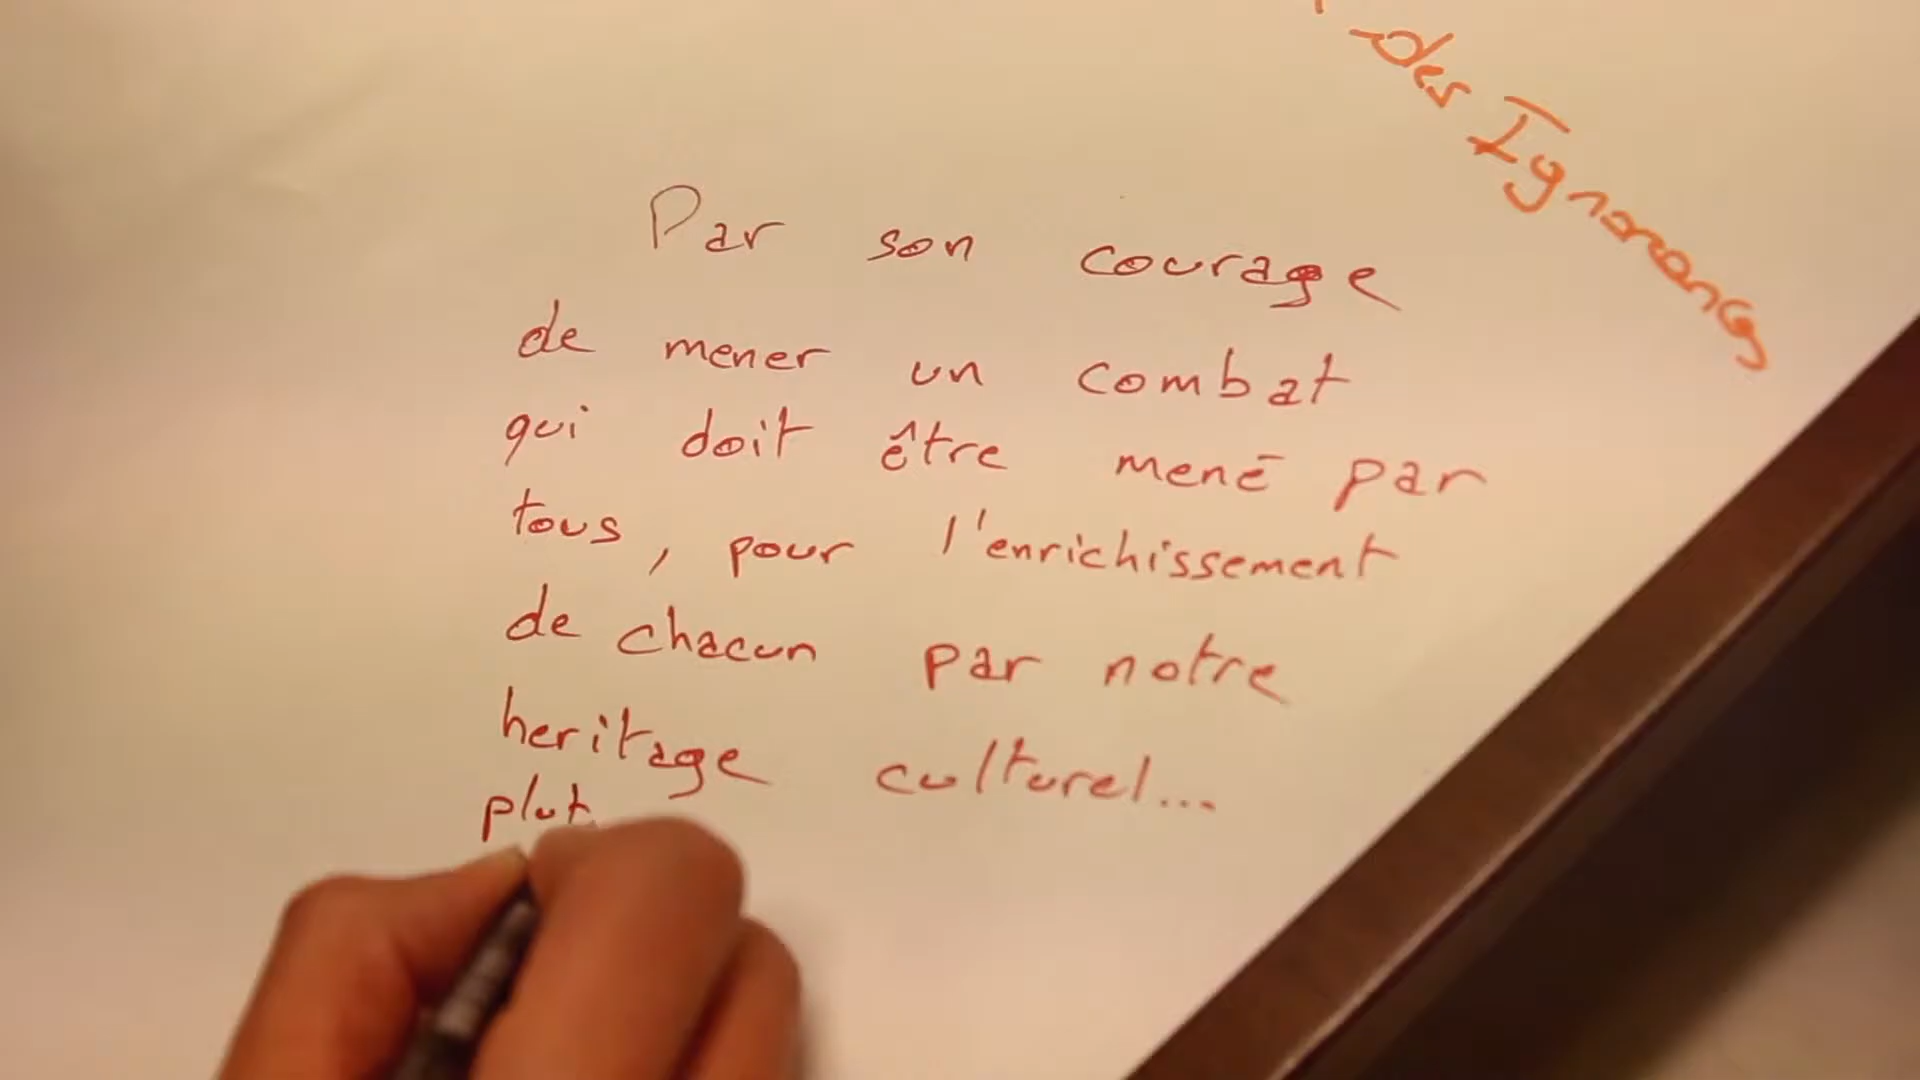 des Ignorances
Par son courage
de mener un combat
qui doit être mené par
tous, pour l'enrichissement
de chacun par notre
heritage culturel...
plut